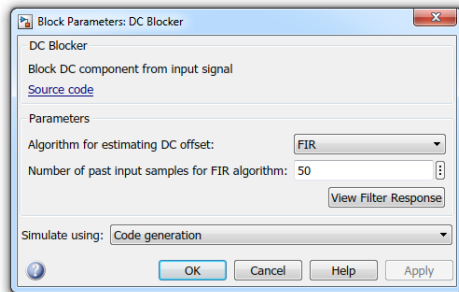 Block Parameters: DC Blocker
DC Blocker
Block DC component from input signal
Source code
Parameters
Algorithm for estimating DC offset: FIR
Number of past input samples for FIR algorithm: 50
View Filter Response
Simulate using: Code generation
OK Cancel Help Apply